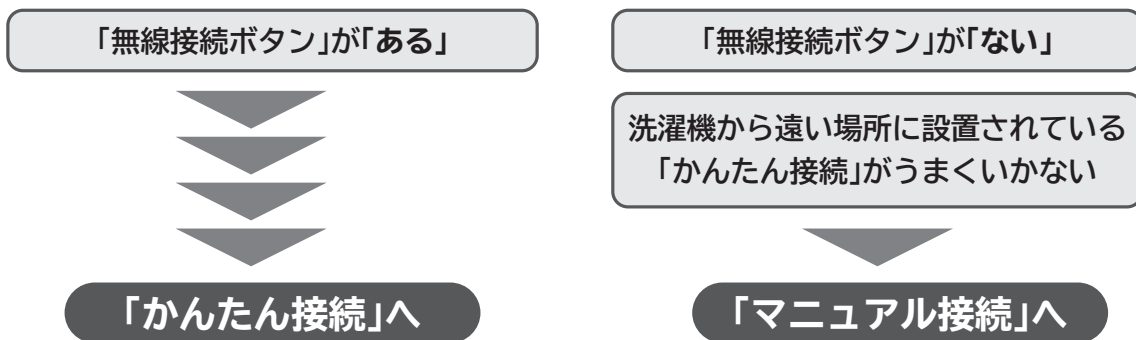 「無線接続ボタン」が「ある」
「かんたん接続」へ
「無線接続ボタン」が「ない」
洗濯機から遠い場所に設置されている
「かんたん接続」がうまくいかない
「マニュアル接続」へ